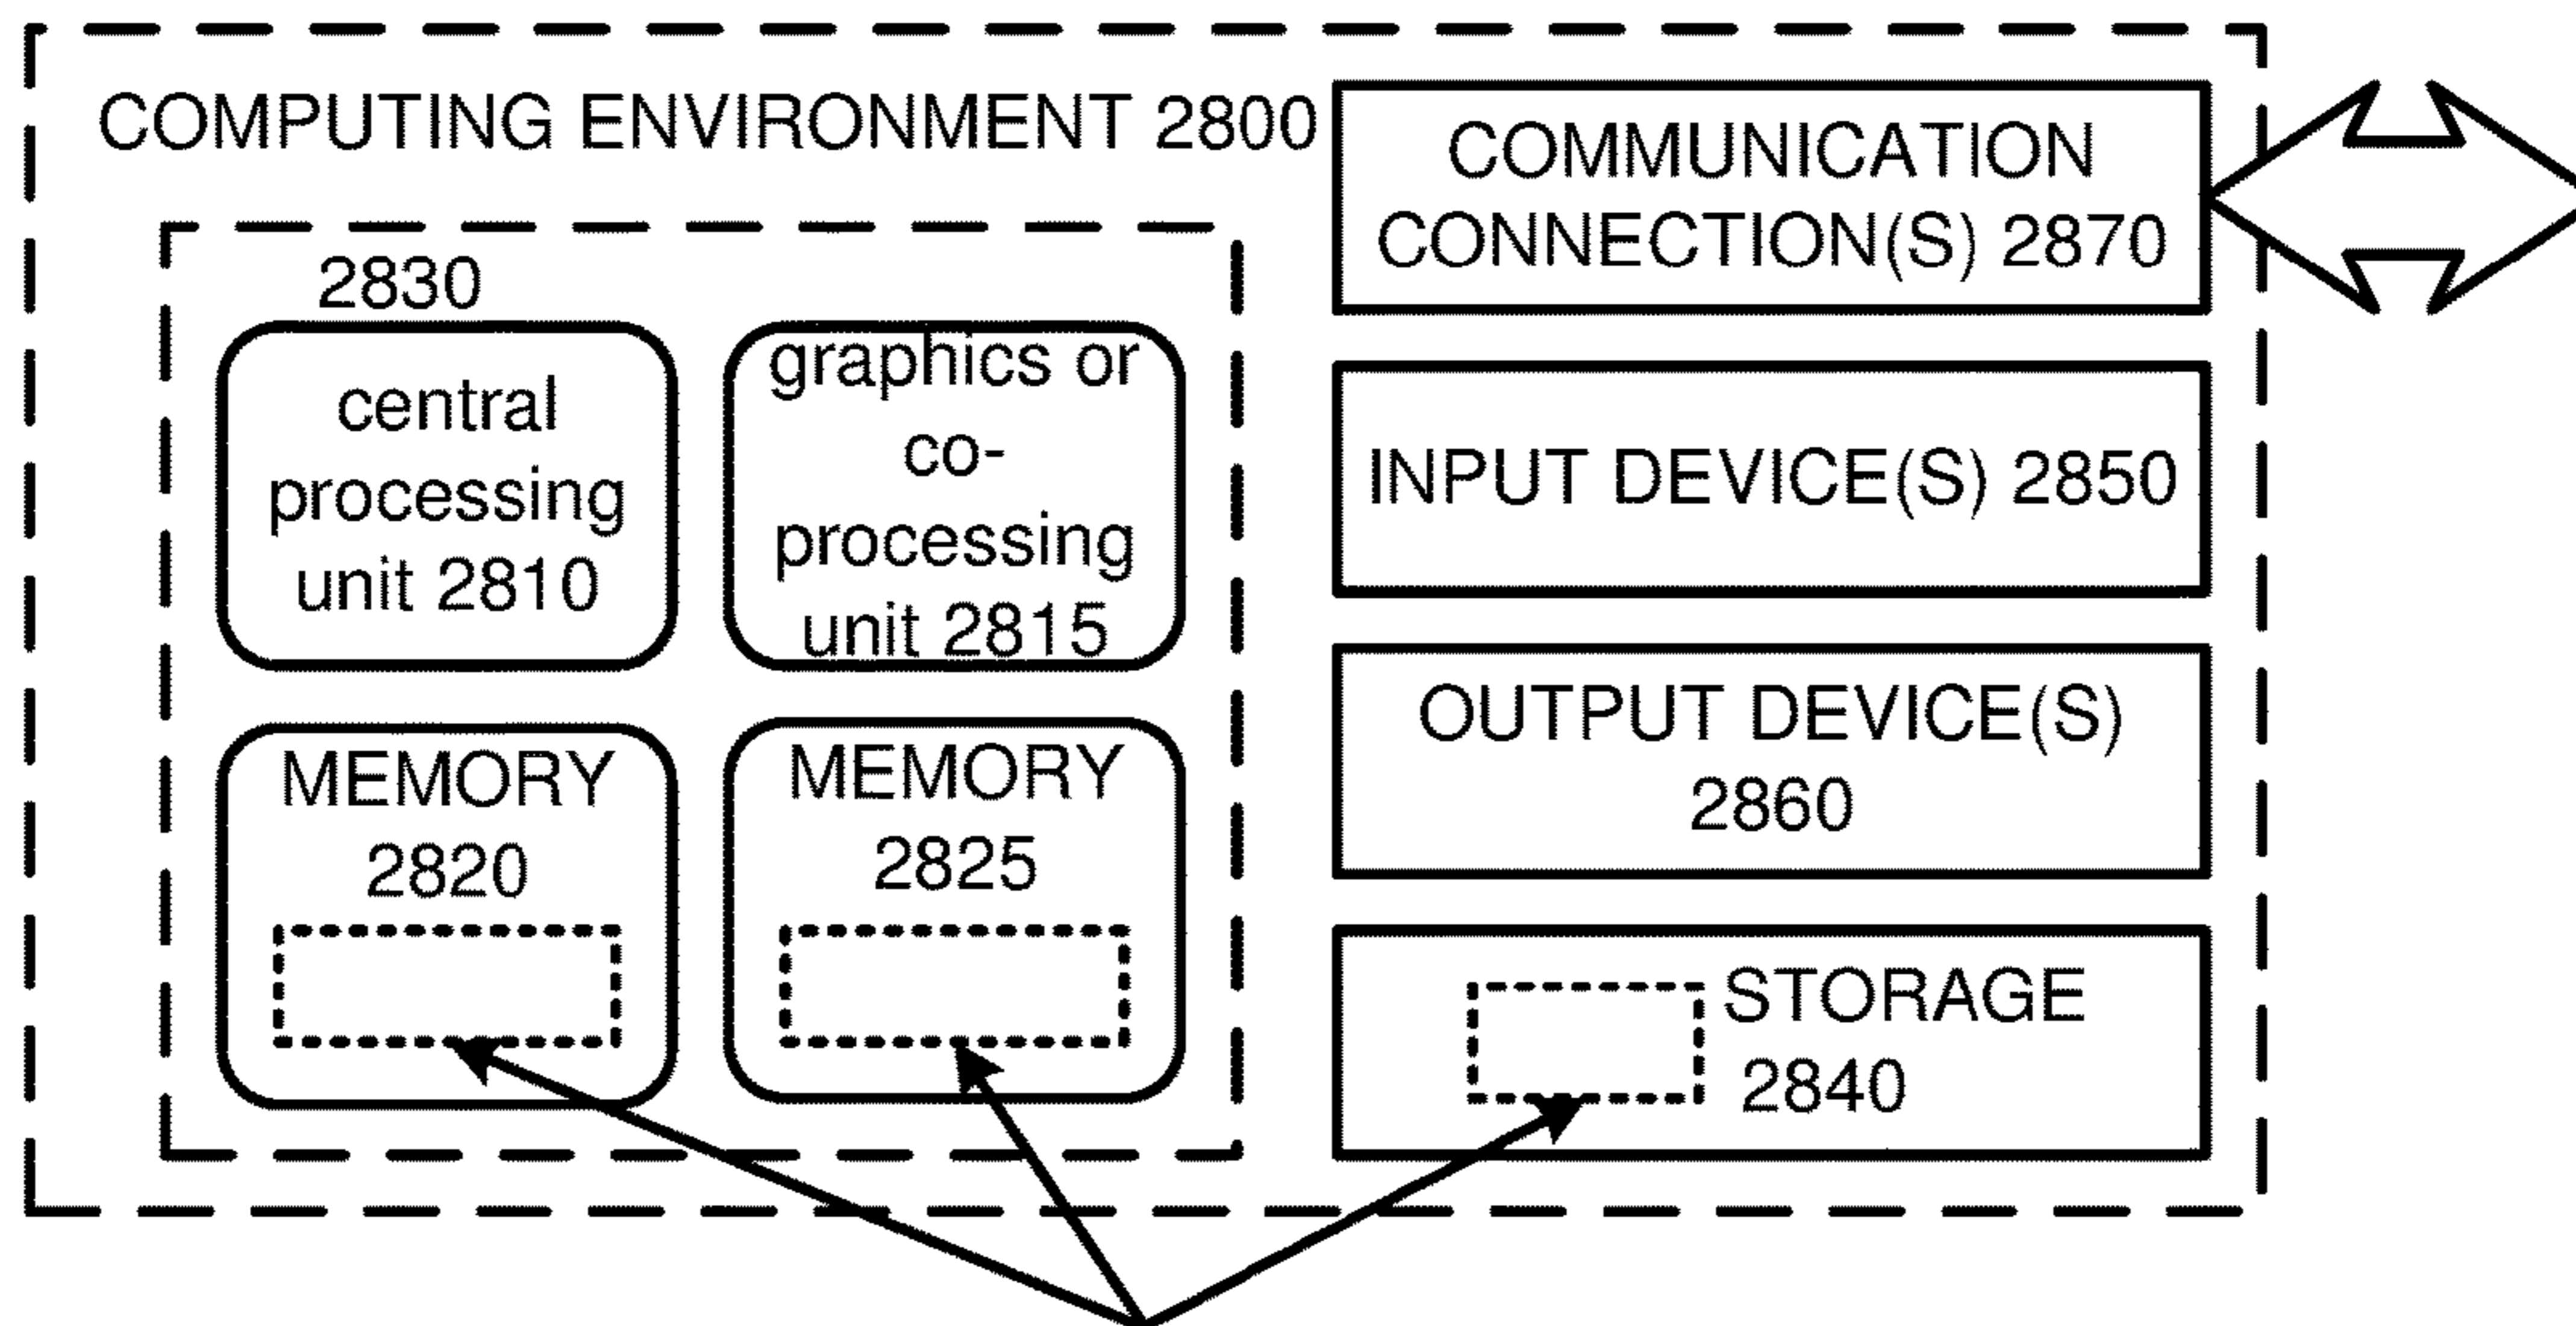 COMPUTING ENVIRONMENT 2800
2830
central
processing
unit 2810
graphics or
co-
processing
unit 2815
MEMORY
2820
MEMORY
2825
COMMUNICATION
CONNECTION(S) 2870
INPUT DEVICE(S) 2850
OUTPUT DEVICE(S)
2860
STORAGE
2840